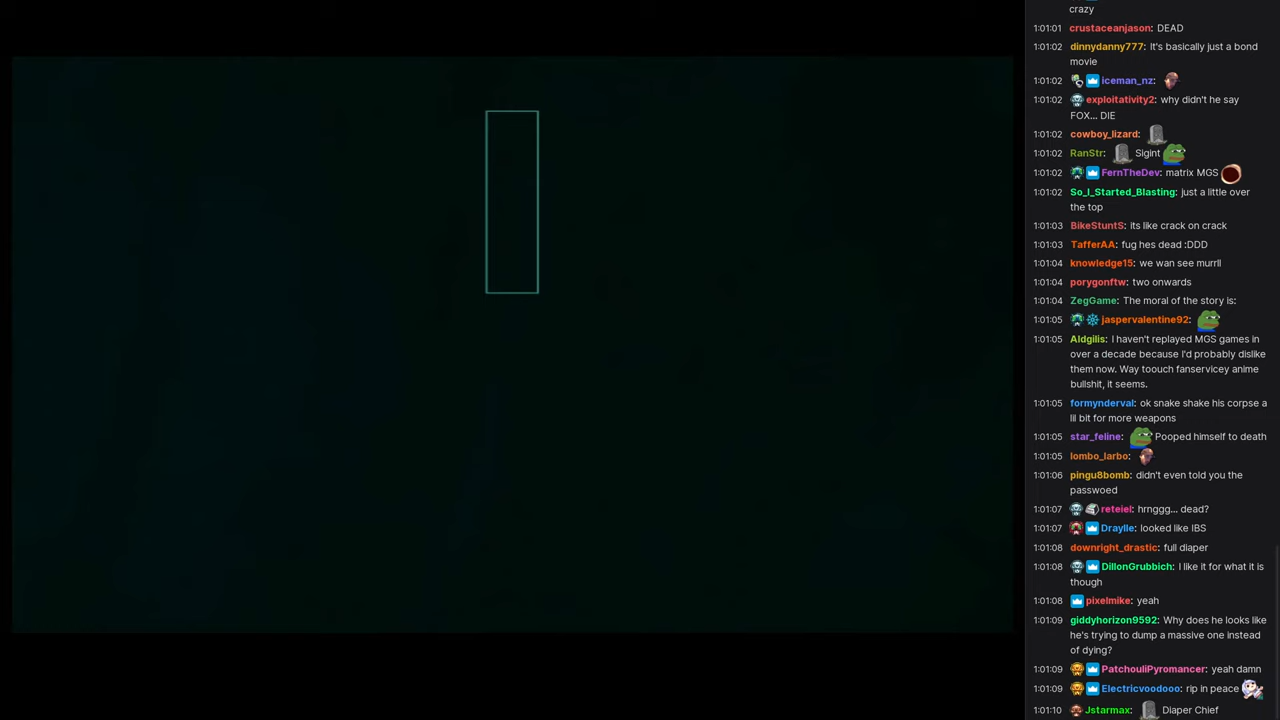 crazy
1:01:01 crustaceanjason: DEAD
1:01:02 dinnydanny777: It's basically just a bond
movie
1:01:02 iceman_nz:
1:01:02 exploitativity2: why didn't he say
FOX... DIE
1:01:02 cowboy_lizard:
1:01:02 RanStr: Sigint
1:01:02 FernTheDev: matrix MGS
1:01:02 So_I_Started_Blasting: just a little over
the top
1:01:03 BikeStuntS: its like crack on crack
1:01:03 TafferAA: fug hes dead :DDD
1:01:04 knowledge15: we wan see murrll
1:01:04 porygonftw: two onwards
1:01:04 ZegGame: The moral of the story is:
1:01:05 jaspervalentine92:
1:01:05 Aldgilis: I haven't replayed MGS games in
over a decade because I'd probably dislike
them now. Way toouch fanservicey anime
bullshit, it seems.
1:01:05 formynderval: ok snake shake his corpse a
lil bit for more weapons
1:01:05 star_feline: Pooped himself to death
1:01:05 lombo_larbo:
1:01:06 pingu8bomb: didn't even told you the
passwoed
1:01:07 reteiel: hrnggg... dead?
1:01:07 Draylle: looked like IBS
1:01:08 downright_drastic: full diaper
1:01:08 DillonGrubbich: I like it for what it is
though
1:01:08 pixelmike: yeah
1:01:09 giddyhorizon9592: Why does he looks like
he's trying to dump a massive one instead
of dying?
1:01:09 PatchouliPyromancer: yeah damn
1:01:09 Electricvoodooo: rip in peace
1:01:10 Jstarmax: Diaper Chief